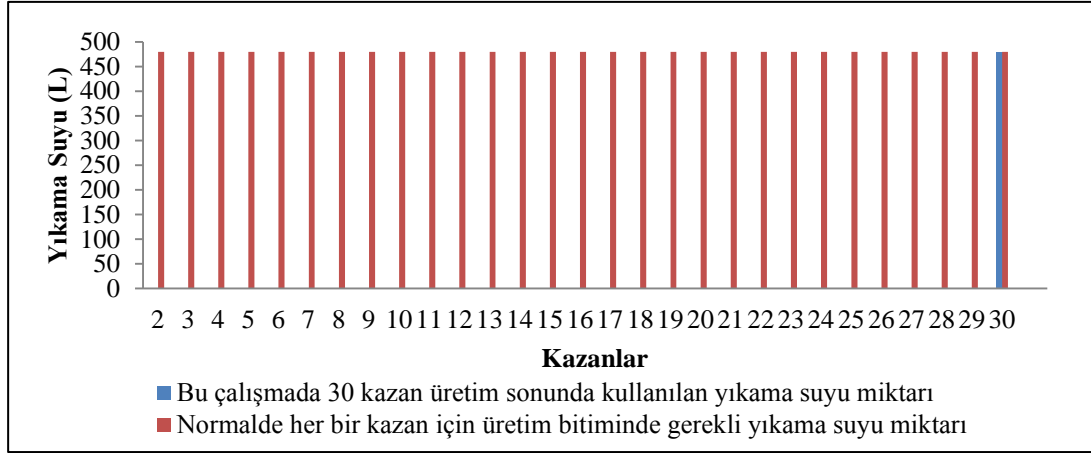 500
450
400
350
300
250
200
150
100
50
0
Yıkama Suyu (L)
2 3 4 5 6 7 8 9 10 11 12 13 14 15 16 17 18 19 20 21 22 23 24 25 26 27 28 29 30
Kazanlar
Bu çalışmada 30 kazan üretim sonunda kullanılan yıkama suyu miktarı
Normalde her bir kazan için üretim bitiminde gerekli yıkama suyu miktarı